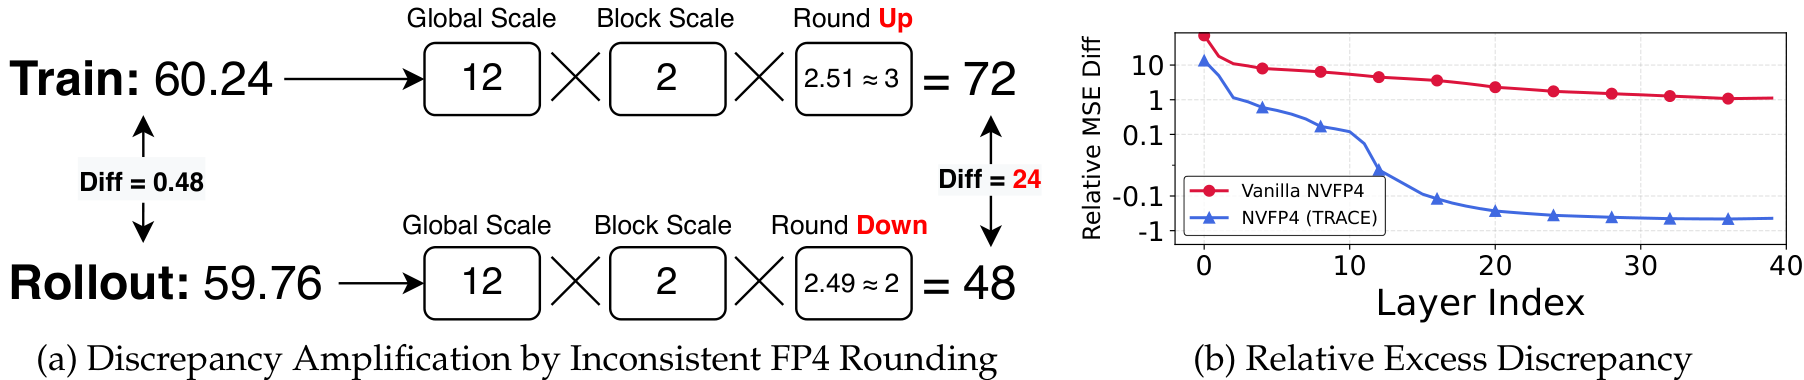 Global Scale Block Scale Round Up
Train: 60.24 12 2 2.51 ≈ 3 = 72
Diff = 0.48 Diff = 24
Global Scale Block Scale Round Down
Rollout: 59.76 12 2 2.49 ≈ 2 = 48
(a) Discrepancy Amplification by Inconsistent FP4 Rounding
Relative MSE Diff
10
1
0.1
-0.1
-1
Vanilla NVFP4
NVFP4 (TRACE)
0 10 20 30 40
Layer Index
(b) Relative Excess Discrepancy